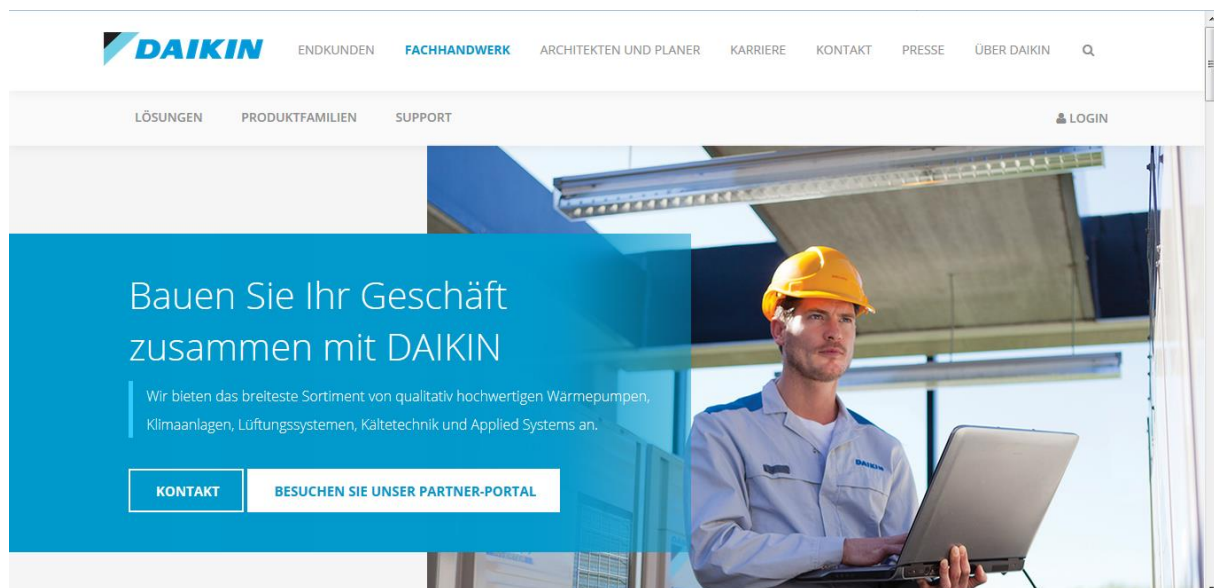 DAIKIN
ENDKUNDEN FACHHANDWERK ARCHITEKTEN UND PLANER KARRIERE KONTAKT PRESSE ÜBER DAIKIN
LÖSUNGEN PRODUKTFAMILIEN SUPPORT LOGIN
Bauen Sie Ihr Geschäft
zusammen mit DAIKIN
Wir bieten das breiteste Sortiment von qualitativ hochwertigen Wärmepumpen,
Klimaanlagen, Lüftungssystemen, Kältetechnik und Applied Systems an.
DAIKIN
KONTAKT BESUCHEN SIE UNSER PARTNER-PORTAL